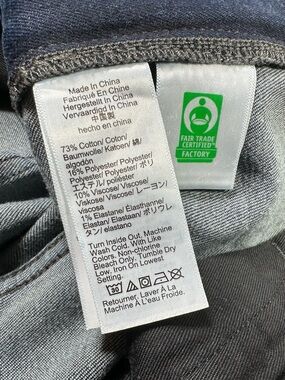 Made In China
Fabriqué En Chine
Hergestellt In China
Vervaardigd In China
中国製
hecho en china
73% Cotton/ Coton/
Baumwolle/ Katoen/ 綿/
algodón
16% Polyester/ Polyester/
Polyester/ Polyester/ ポリ
エステル/ poliéster
10% Viscose/ Viscose/
Viskose/ Viscose/ レーヨン/
viscosa
1% Elastane/ Élasthanne/
Elastan/ Elastaan/ ポリウレ
タン/ elastano
Turn Inside Out. Machine
Wash Cold. With Like
Colors. Non-chlorine
Bleach Only. Tumble Dry
Low. Iron On Lowest
Setting.
30
Retourner. Laver À La
Machine À L'eau Froide.
FAIR TRADE
CERTIFIED
FACTORY